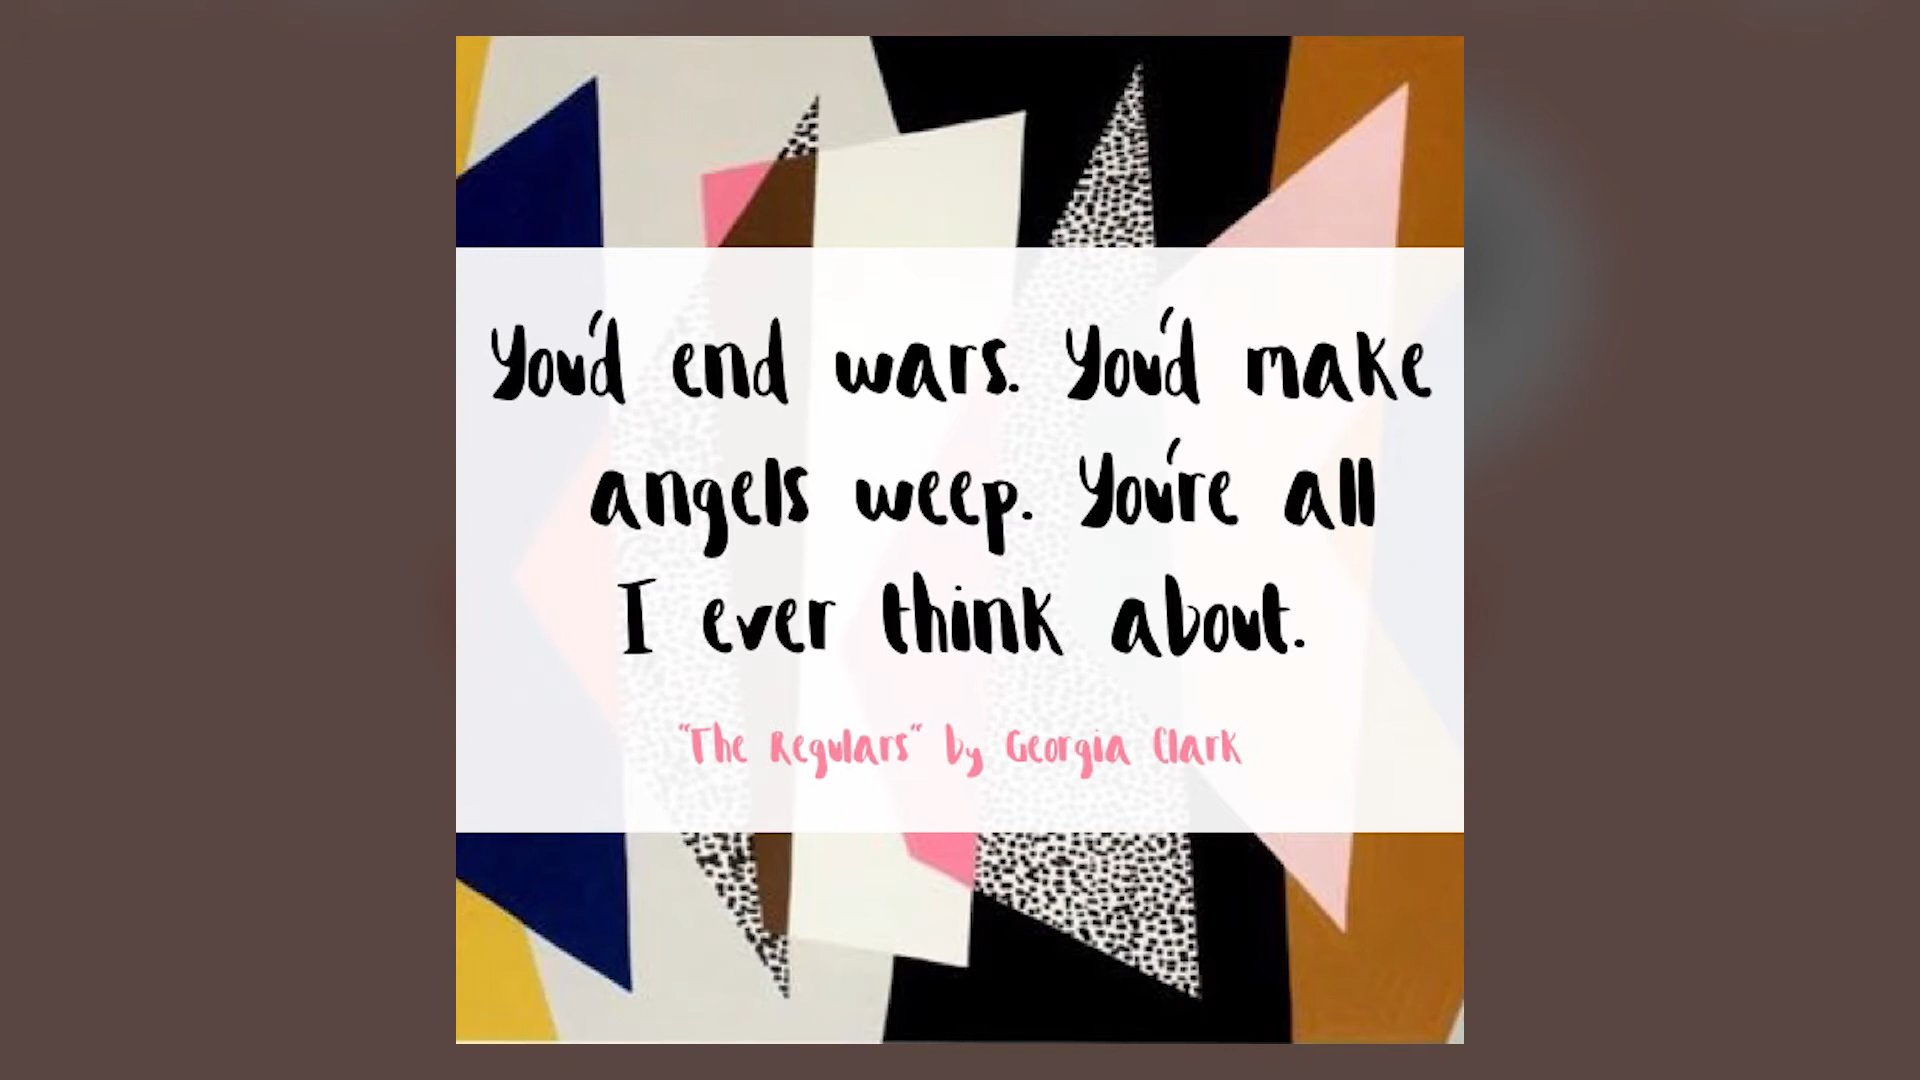 You'd end wars. You'd make
angels weep. You're all
I ever think about.
"The Regulars" by Georgia Clark